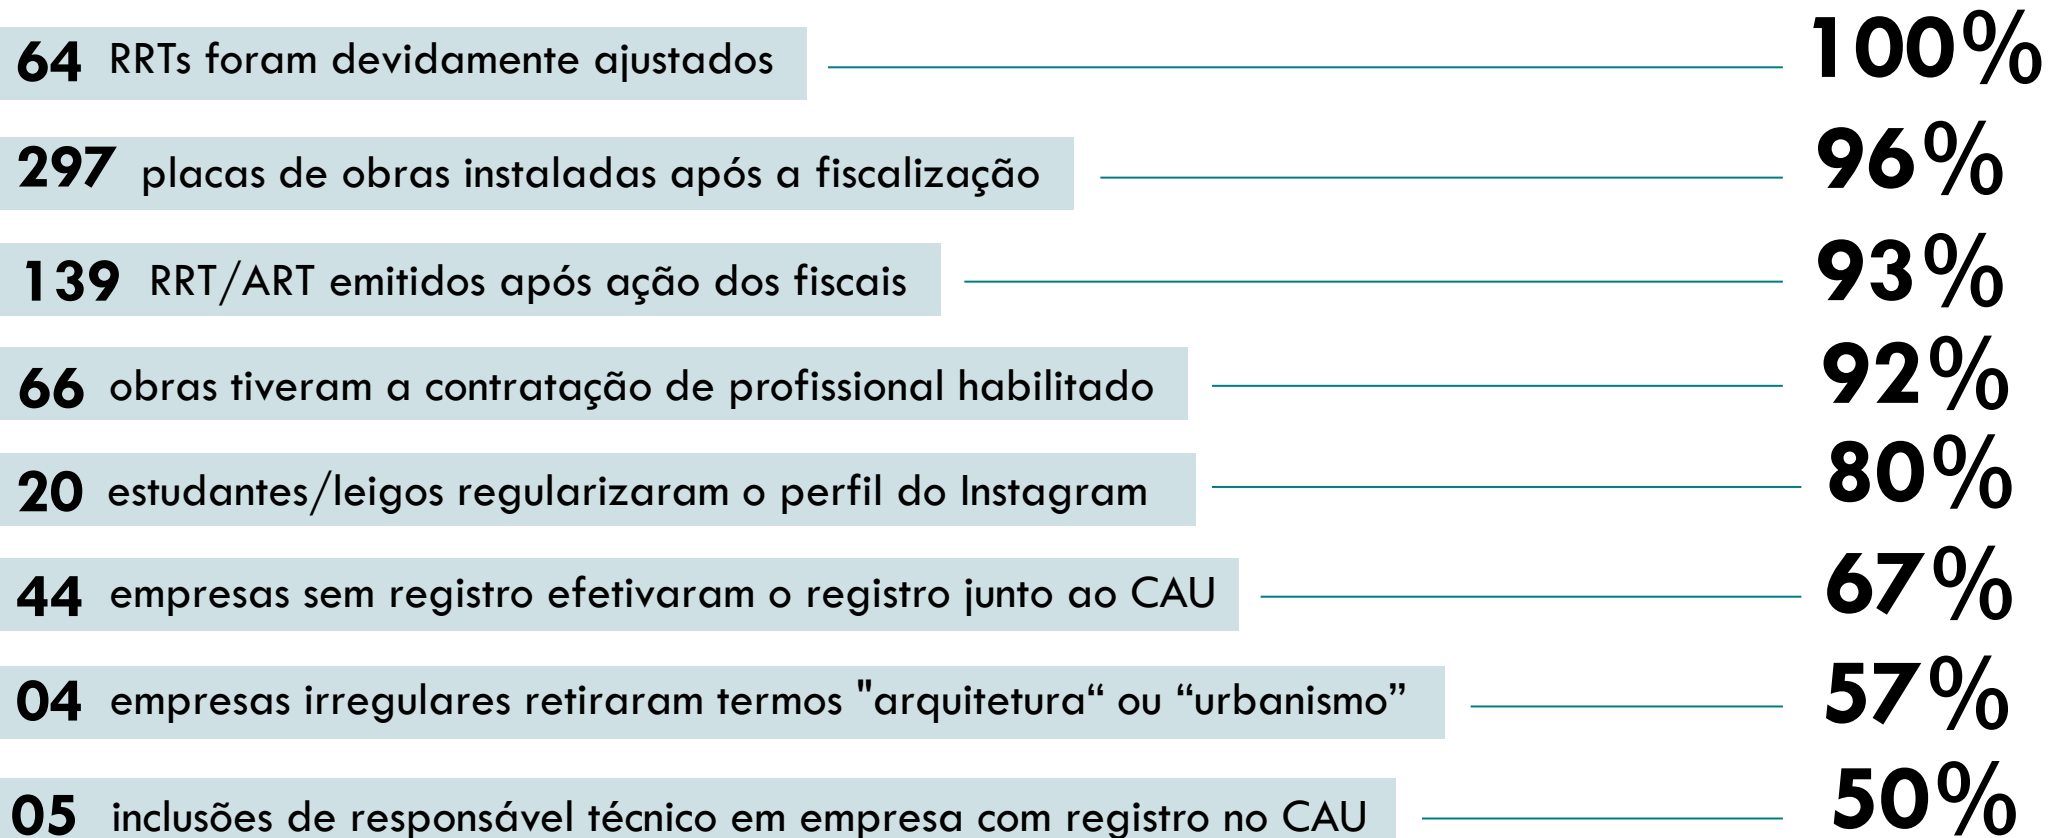 64 RRTs foram devidamente ajustados 100%
297 placas de obras instaladas após a fiscalização 96%
139 RRT/ART emitidos após ação dos fiscais 93%
66 obras tiveram a contratação de profissional habilitado 92%
20 estudantes/leigos regularizaram o perfil do Instagram 80%
44 empresas sem registro efetivaram o registro junto ao CAU 67%
04 empresas irregulares retiraram termos "arquitetura“ ou “urbanismo” 57%
05 inclusões de responsável técnico em empresa com registro no CAU 50%